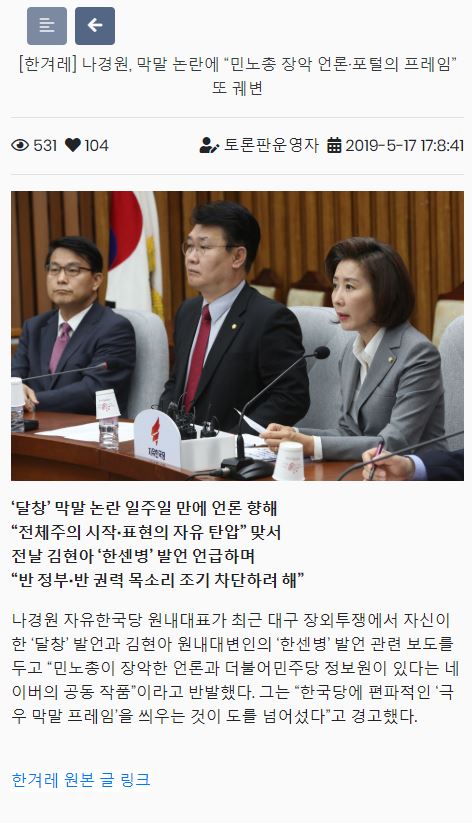 [한겨레] 나경원, 막말 논란에 “민노총 장악 언론·포털의 프레임”
또 궤변
531 104 토론판운영자 2019-5-17 17:8:41
자유한국당
‘달창’ 막말 논란 일주일 만에 언론 향해
“전체주의 시작·표현의 자유 탄압” 맞서
전날 김현아 ‘한센병’ 발언 언급하며
“반 정부·반 권력 목소리 조기 차단하려 해”
나경원 자유한국당 원내대표가 최근 대구 장외투쟁에서 자신이
한 ‘달창’ 발언과 김현아 원내대변인의 ‘한센병’ 발언 관련 보도를
두고 “민노총이 장악한 언론과 더불어민주당 정보원이 있다는 네
이버의 공동 작품”이라고 반발했다. 그는 “한국당에 편파적인 ‘극
우 막말 프레임’을 씌우는 것이 도를 넘어섰다”고 경고했다.
한겨레 원본 글 링크